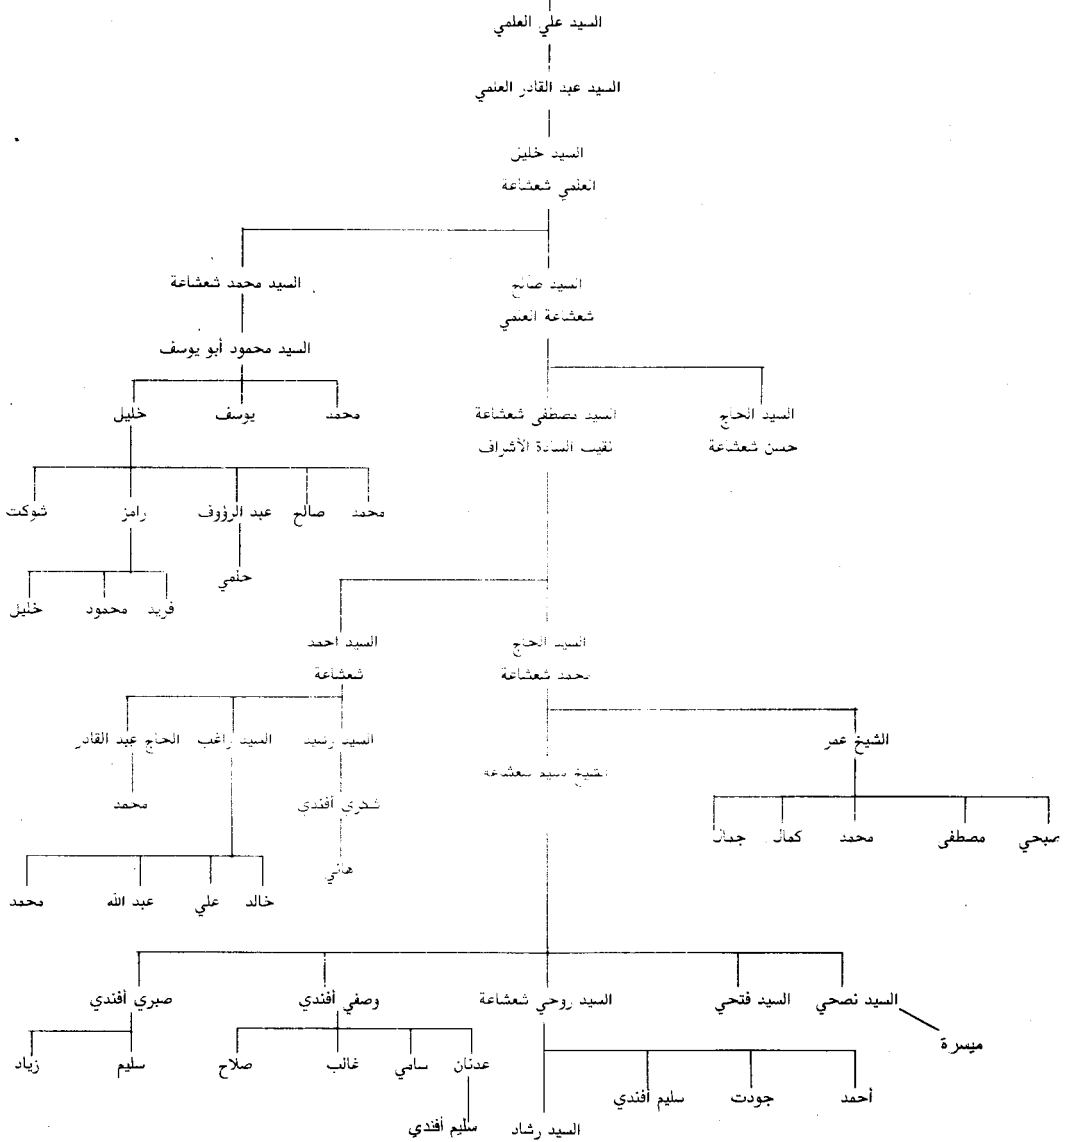 السيد علي العلمي
السيد عبد القادر العلمي
السيد خليل
العلمي شعشاعة
السيد صالح
شعشاعة العلمي
السيد محمد شعشاعة
السيد محمود أبو يوسف
السيد الحاج
حسن شعشاعة
السيد مصطفى شعشاعة
نقيب السادة الأشراف
محمد
يوسف
خليل
محمد
صالح
عبد الرؤوف
رامز
شوكت
حلمي
فريد
محمود
خليل
السيد الحاج
محمد شعشاعة
السيد احمد
شعشاعة
الشيخ عمر
السيد رشيد
السيد راغب
الحاج عبد القادر
الشيخ سعشاعة
شكري أفندي
محمد
صبحي
مصطفى
محمد
كمال
جمال
هاني
خالد
علي
عبد الله
محمد
السيد نصحي
السيد فتحي
السيد روحي شعشاعة
وصفي أفندي
صبري أفندي
ميسرة
عدنان
سامي
غالب
صلاح
سليم
زياد
أحمد
جودت
سليم أفندي
السيد رشاد
سليم أفندي